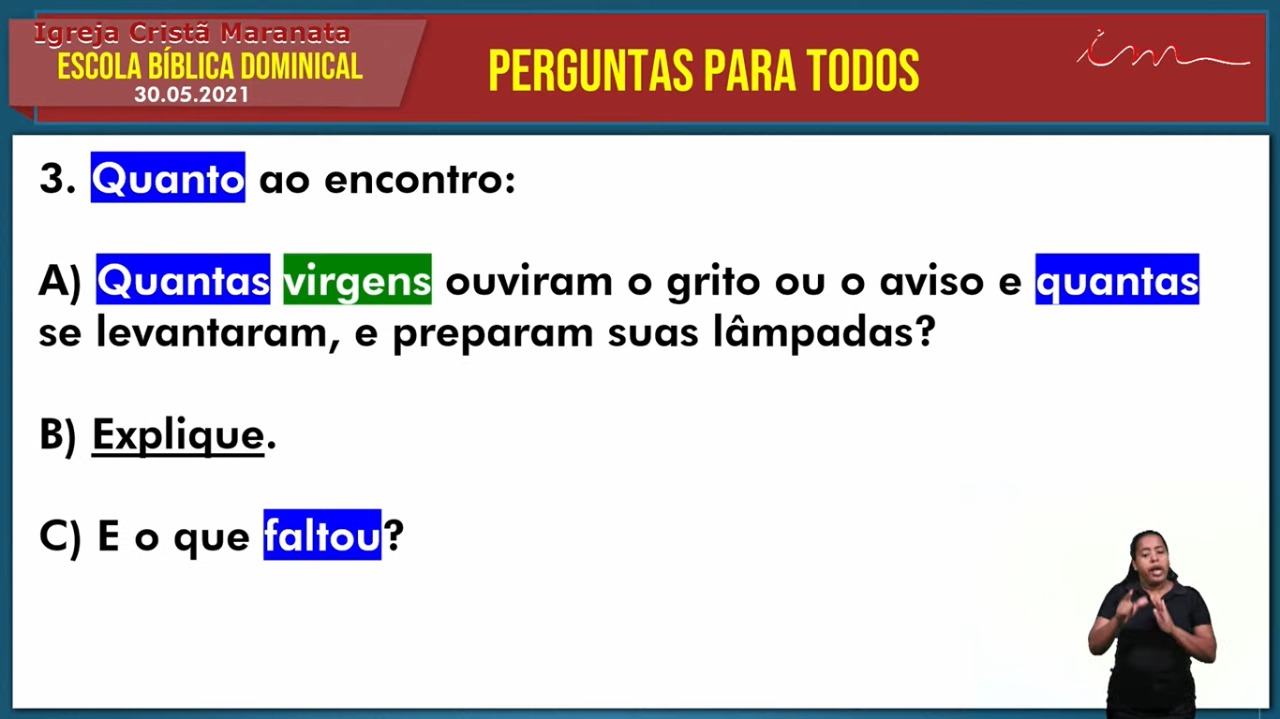 Igreja Cristã Maranata
ESCOLA BÍBLICA DOMINICAL
30.05.2021
PERGUNTAS PARA TODOS
im
3. Quanto ao encontro:
A) Quantas virgens ouviram o grito ou o aviso e quantas
se levantaram, e preparam suas lâmpadas?
B) Explique.
C) E o que faltou?